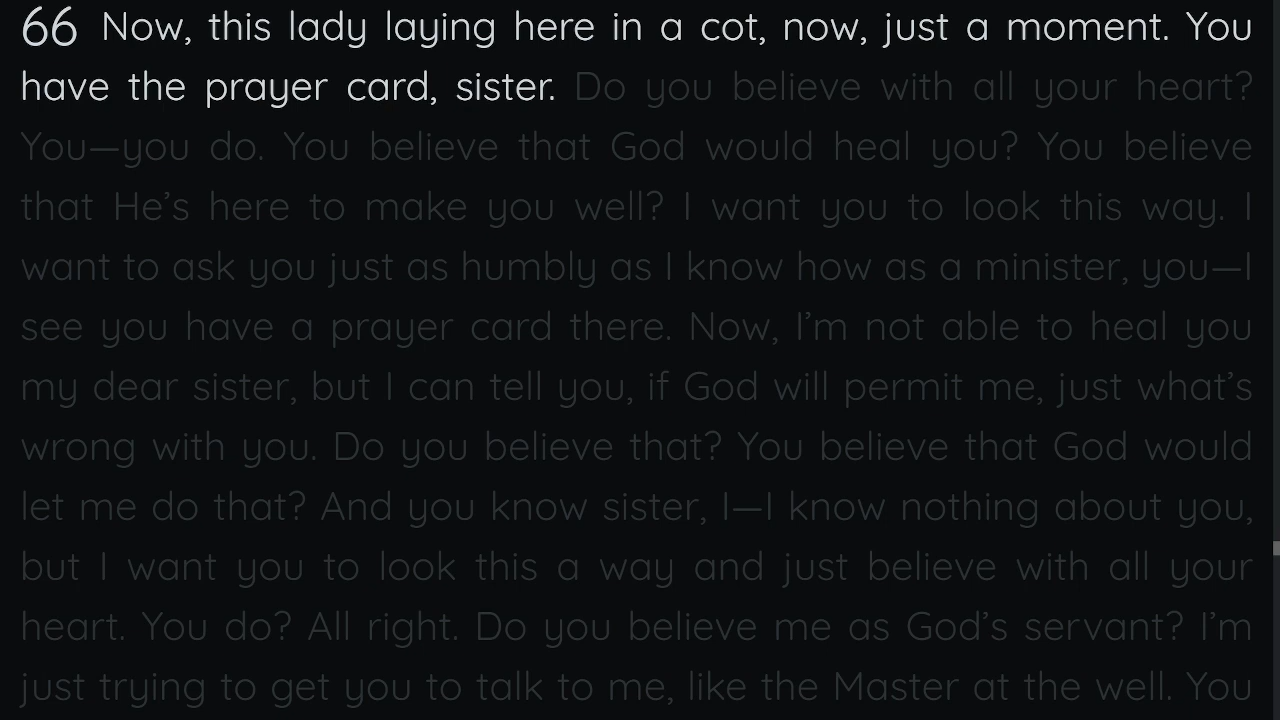 66 Now, this lady laying here in a cot, now, just a moment. You
have the prayer card, sister. Do you believe with all your heart?
You—you do. You believe that God would heal you? You believe
that He’s here to make you well? I want you to look this way. I
want to ask you just as humbly as I know how as a minister, you—I
see you have a prayer card there. Now, I’m not able to heal you
my dear sister, but I can tell you, if God will permit me, just what’s
wrong with you. Do you believe that? You believe that God would
let me do that? And you know sister, I—I know nothing about you,
but I want you to look this a way and just believe with all your
heart. You do? All right. Do you believe me as God’s servant? I’m
just trying to get you to talk to me, like the Master at the well. You